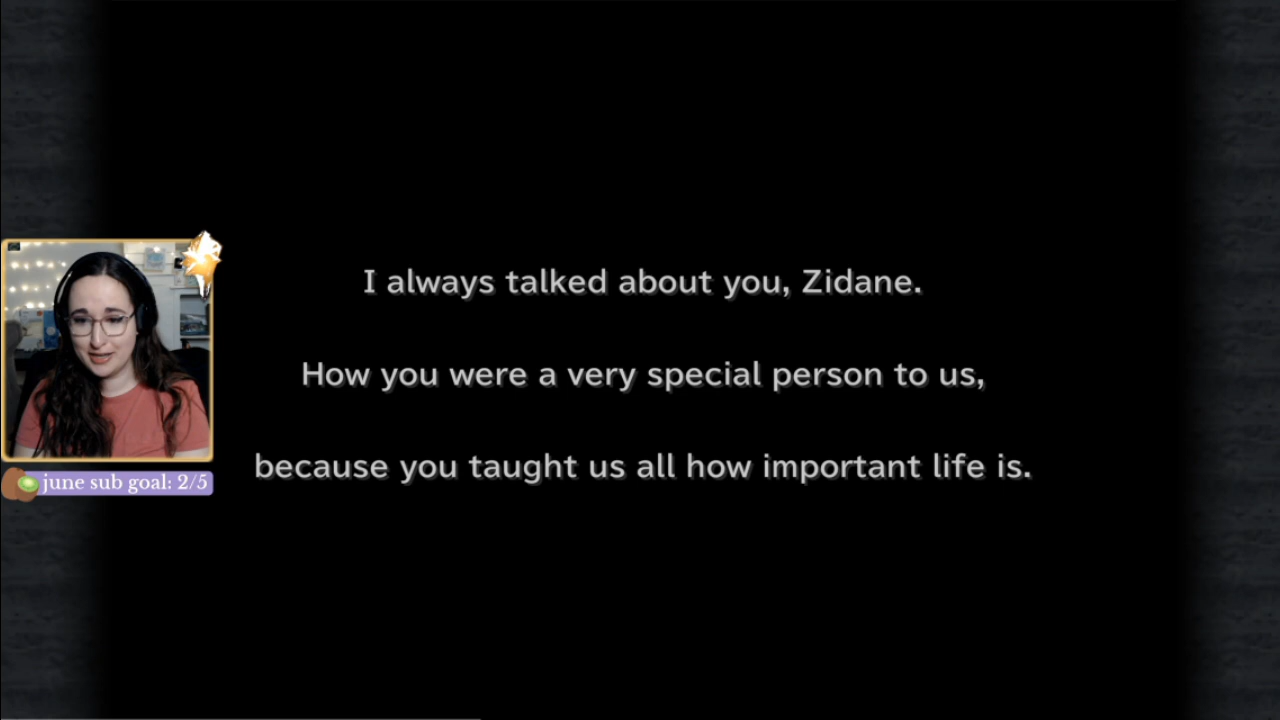 I always talked about you, Zidane.
How you were a very special person to us,
because you taught us all how important life is.
june sub goal: 2/5